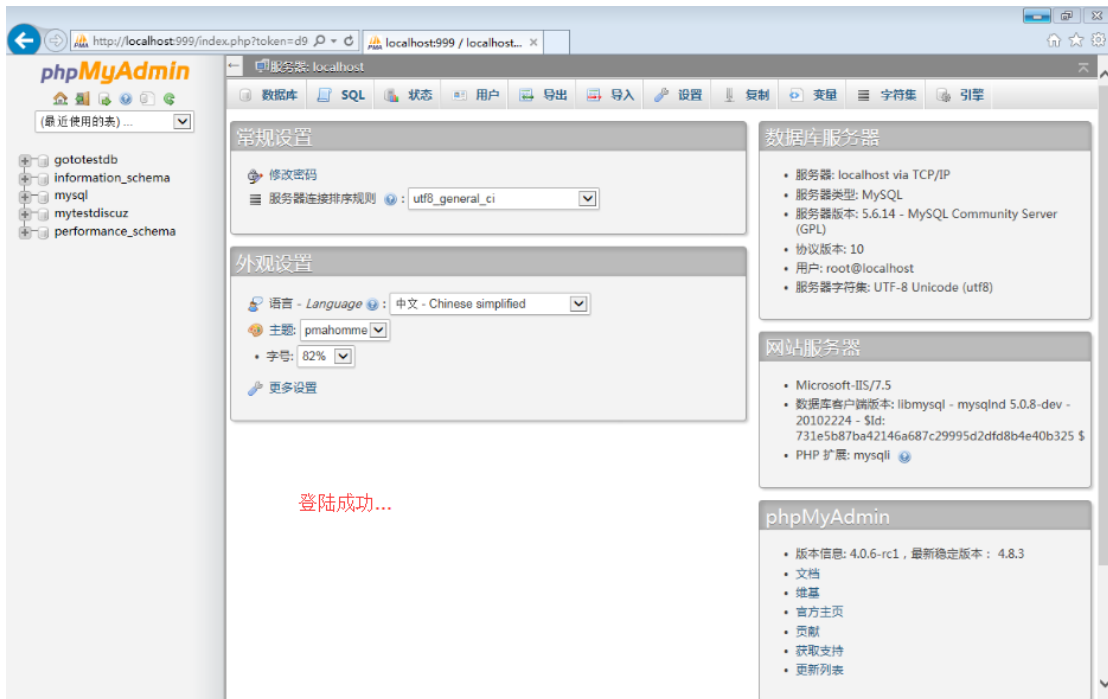 http://localhost:999/index.php?token=d9
localhost:999 / localhost...
phpMyAdmin
(最近使用的表) ...
gototestdb
information_schema
mysql
mytestdiscuz
performance_schema
服务器: localhost
数据库 SQL 状态 用户 导出 导入 设置 复制 变量 字符集 引擎
常规设置
修改密码
服务器连接排序规则 : utf8_general_ci
外观设置
语言 - Language : 中文 - Chinese simplified
主题: pmahomme
字号: 82%
更多设置
登陆成功...
数据库服务器
服务器: localhost via TCP/IP
服务器类型: MySQL
服务器版本: 5.6.14 - MySQL Community Server
(GPL)
协议版本: 10
用户: root@localhost
服务器字符集: UTF-8 Unicode (utf8)
网站服务器
Microsoft-IIS/7.5
数据库客户端版本: libmysql - mysqlnd 5.0.8-dev -
20102224 - $Id:
731e5b87ba42146a687c29995d2dfd8b4e40b325 $
PHP 扩展: mysqli
phpMyAdmin
版本信息: 4.0.6-rc1，最新稳定版本： 4.8.3
文档
维基
官方主页
贡献
获取支持
更新列表